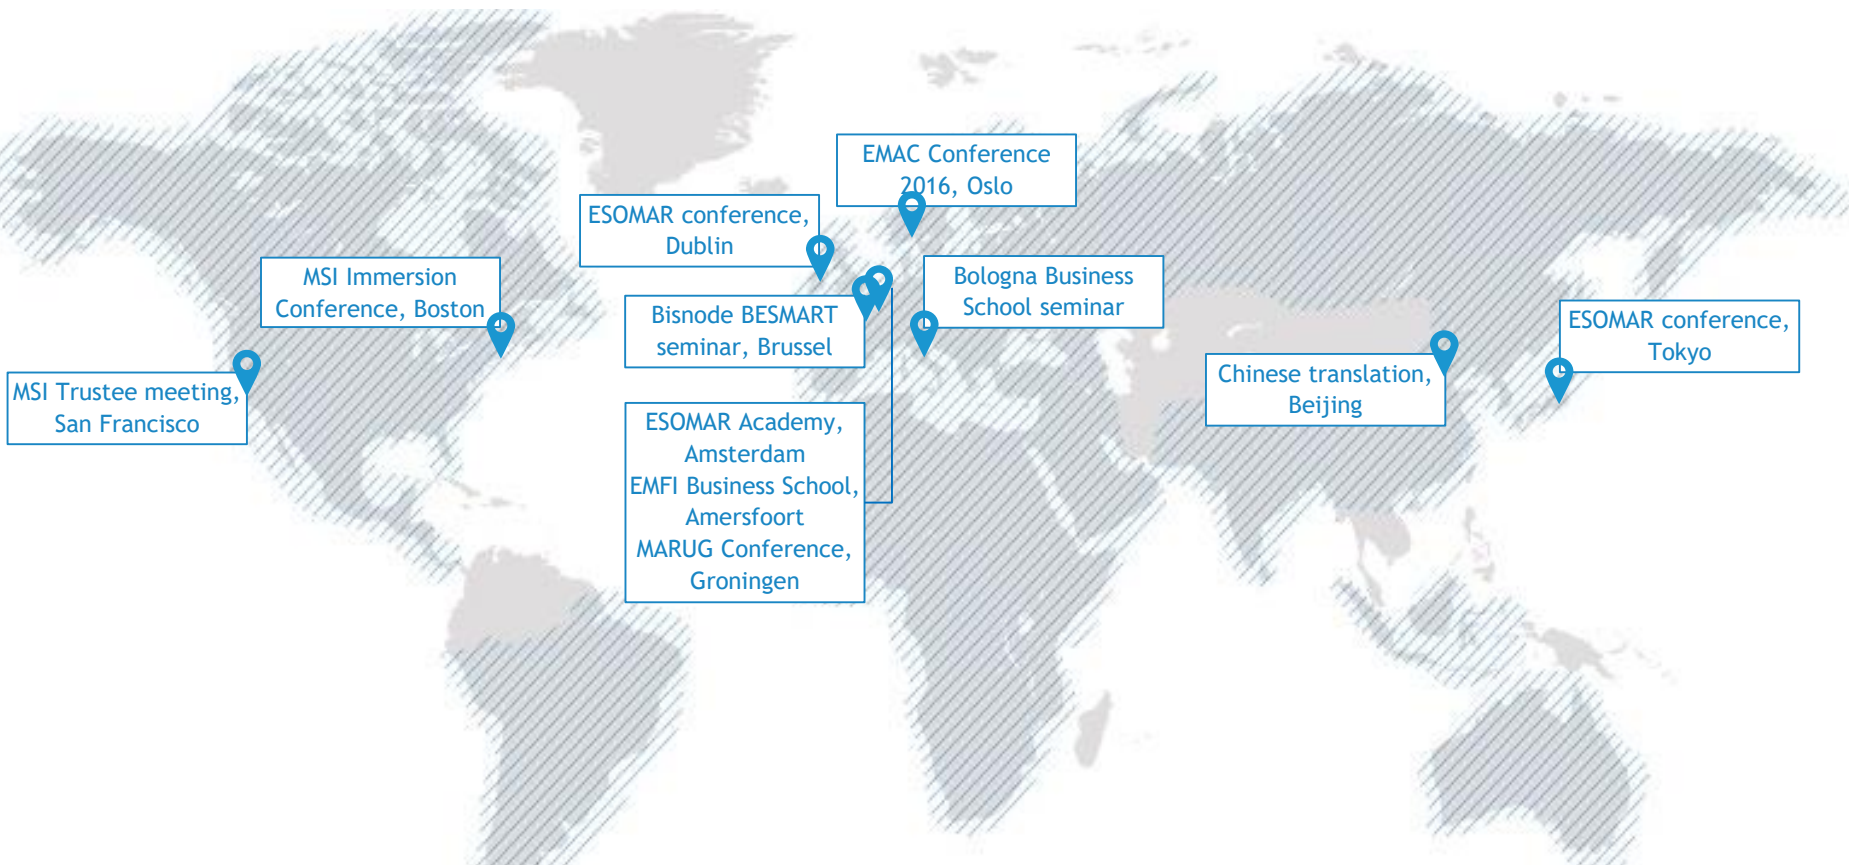 EMAC Conference
2016, Oslo
ESOMAR conference,
Dublin
MSI Immersion
Conference, Boston
Bologna Business
School seminar
Bisnode BESMART
seminar, Brussel
ESOMAR conference,
Tokyo
Chinese translation,
Beijing
MSI Trustee meeting,
San Francisco
ESOMAR Academy,
Amsterdam
EMFI Business School,
Amersfoort
MARUG Conference,
Groningen